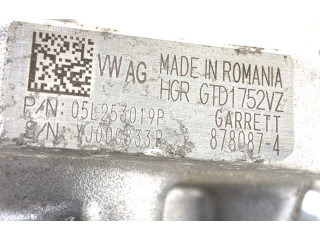 VW AG MADE IN ROMANIA
HGR GTD1752VZ
P/N: 05L253019P GARRETT
S/N 878087-4